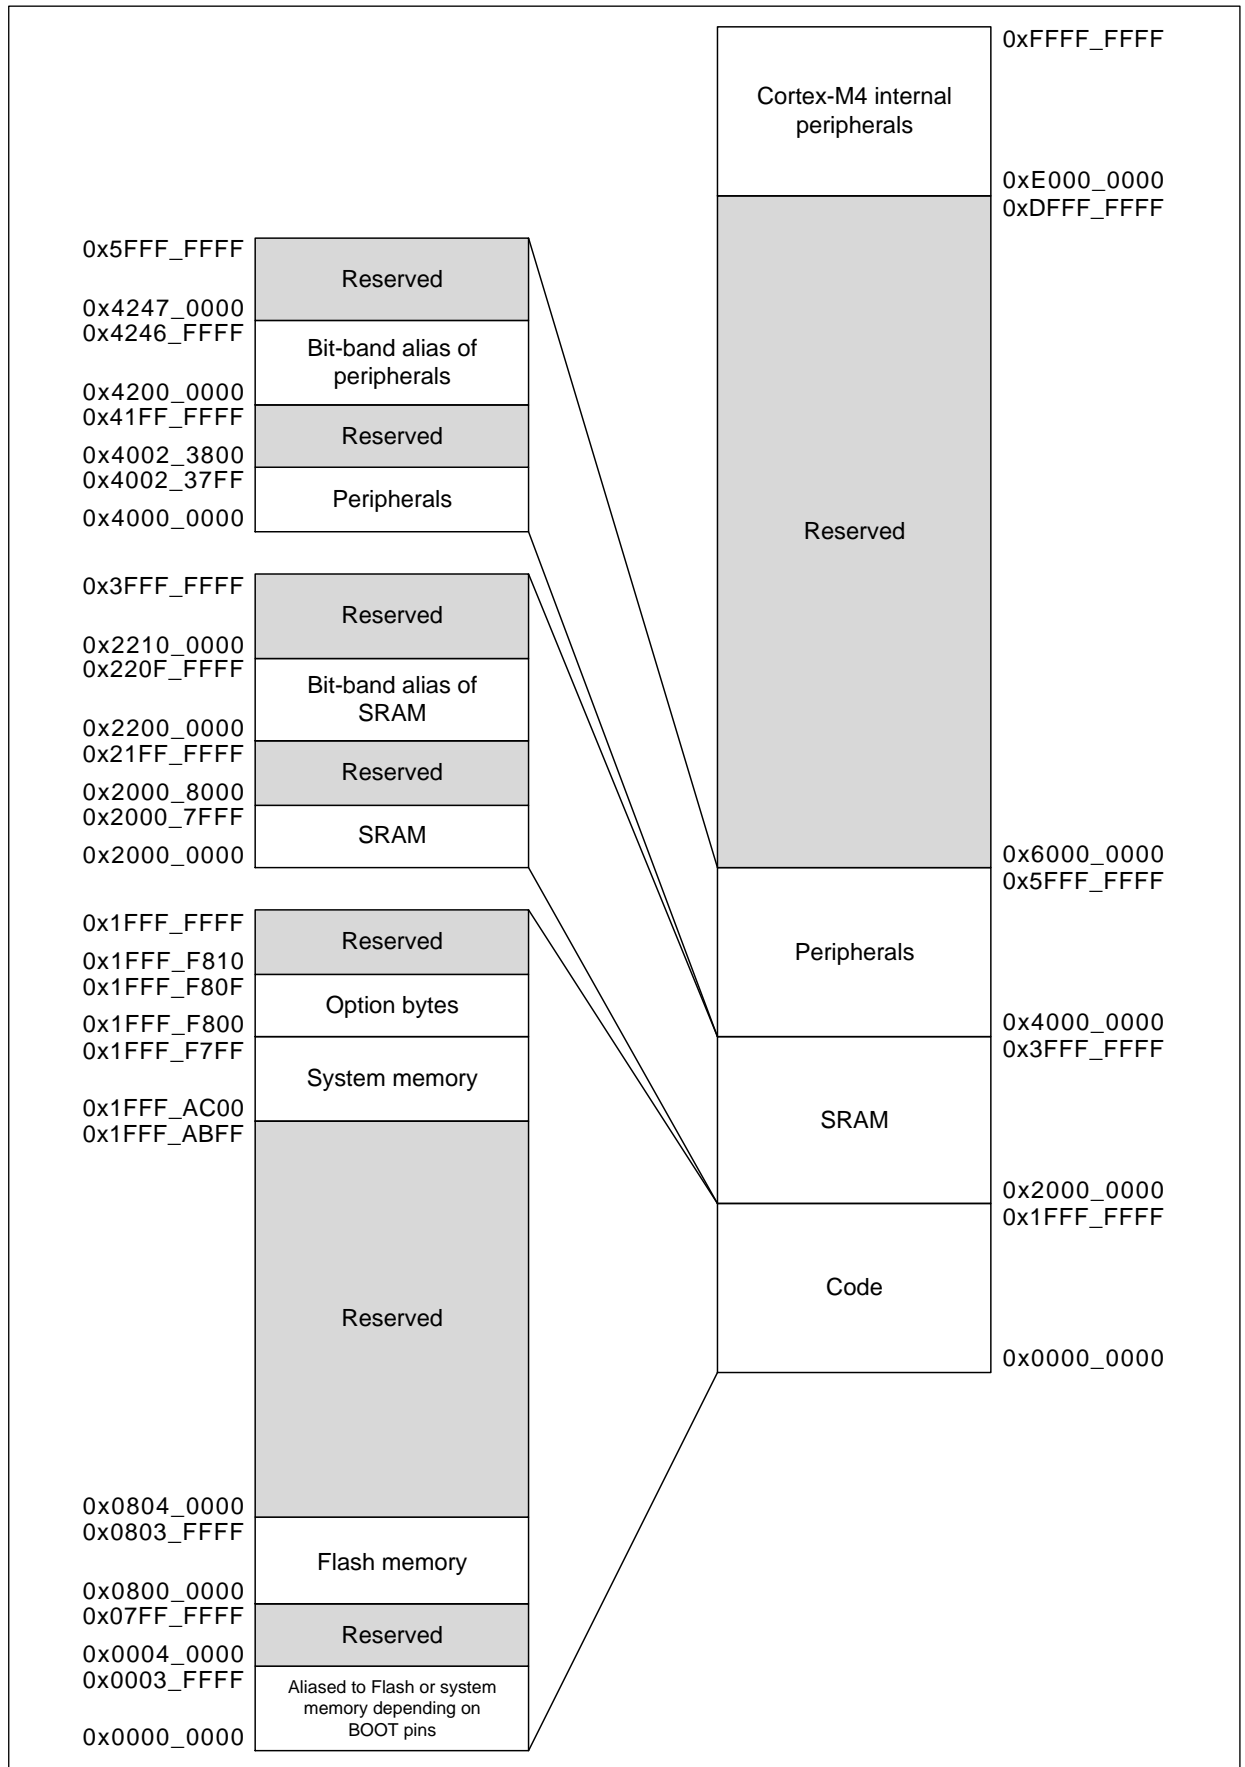 0xFFFF_FFFF
Cortex-M4 internal
peripherals
0xE000_0000
0xDFFF_FFFF
Reserved
0x6000_0000
0x5FFF_FFFF
Peripherals
0x4000_0000
0x3FFF_FFFF
SRAM
0x2000_0000
0x1FFF_FFFF
Code
0x0000_0000
0x5FFF_FFFF
Reserved
0x4247_0000
0x4246_FFFF
Bit-band alias of
peripherals
0x4200_0000
0x41FF_FFFF
Reserved
0x4002_3800
0x4002_37FF
Peripherals
0x4000_0000
0x3FFF_FFFF
Reserved
0x2210_0000
0x220F_FFFF
Bit-band alias of
SRAM
0x2200_0000
0x21FF_FFFF
Reserved
0x2000_8000
0x2000_7FFF
SRAM
0x2000_0000
0x1FFF_FFFF
Reserved
0x1FFF_F810
0x1FFF_F80F
Option bytes
0x1FFF_F800
0x1FFF_F7FF
System memory
0x1FFF_AC00
0x1FFF_ABFF
Reserved
0x0804_0000
0x0803_FFFF
Flash memory
0x0800_0000
0x07FF_FFFF
Reserved
0x0004_0000
0x0003_FFFF
Aliased to Flash or system
memory depending on
BOOT pins
0x0000_0000